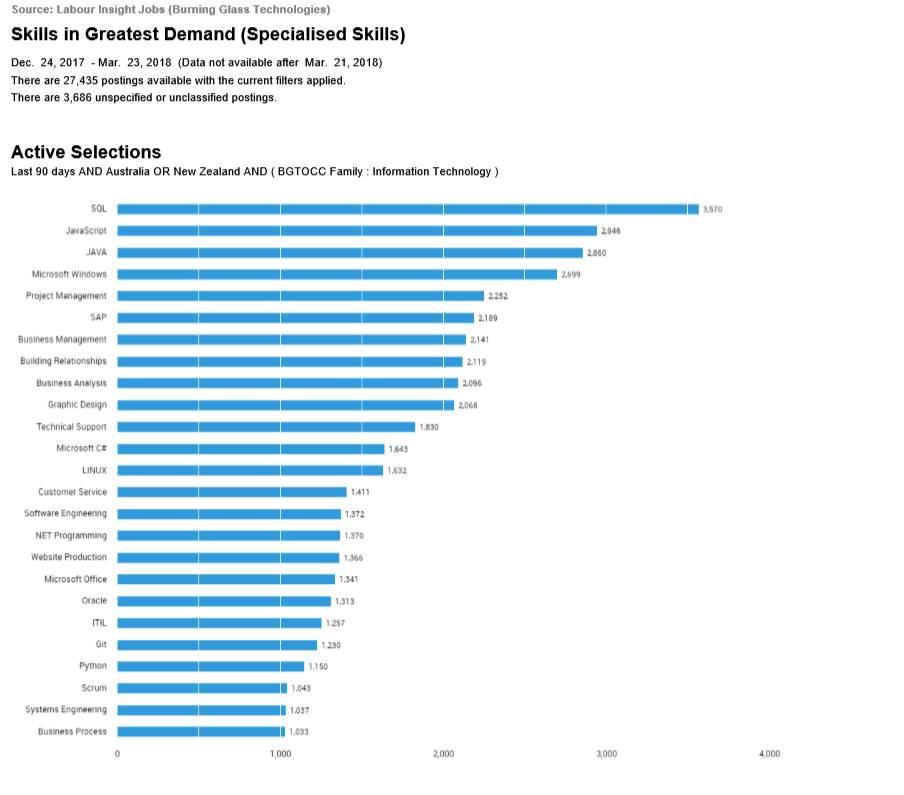 Source: Labour Insight Jobs (Burning Glass Technologies)
Skills in Greatest Demand (Specialised Skills)
Dec. 24, 2017 - Mar. 23, 2018 (Data not available after Mar. 21, 2018)
There are 27,435 postings available with the current filters applied.
There are 3,686 unspecified or unclassified postings.
Active Selections
Last 90 days AND Australia OR New Zealand AND ( BGTOCC Family : Information Technology )
SQL 3,570
JavaScript 2,946
JAVA 2,860
Microsoft Windows 2,699
Project Management 2,252
SAP 2,189
Business Management 2,141
Building Relationships 2,119
Business Analysis 2,096
Graphic Design 2,068
Technical Support 1,830
Microsoft C# 1,643
LINUX 1,632
Customer Service 1,411
Software Engineering 1,372
.NET Programming 1,370
Website Production 1,366
Microsoft Office 1,341
Oracle 1,313
ITIL 1,257
Git 1,230
Python 1,150
Scrum 1,043
Systems Engineering 1,037
Business Process 1,033
0 1,000 2,000 3,000 4,000